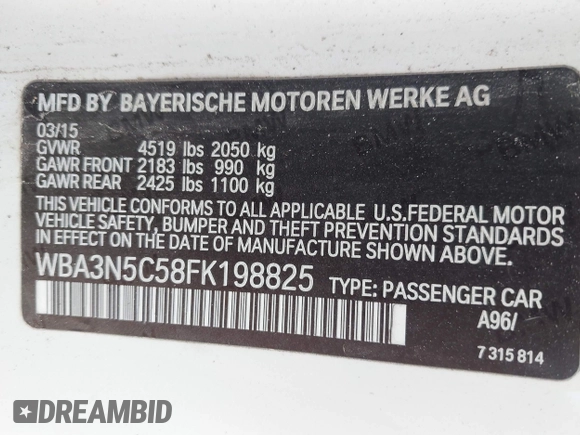 MFD BY BAYERISCHE MOTOREN WERKE AG
03/15
GVWR 4519 lbs 2050 kg
GAWR FRONT 2183 lbs 990 kg
GAWR REAR 2425 lbs 1100 kg
THIS VEHICLE CONFORMS TO ALL APPLICABLE U.S.FEDERAL MOTOR
VEHICLE SAFETY, BUMPER AND THEFT PREVENTION STANDARDS
IN EFFECT ON THE DATE OF MANUFACTURE SHOWN ABOVE.
WBA3N5C58FK198825 TYPE: PASSENGER CAR
A96/
7 315 814
DREAMBID